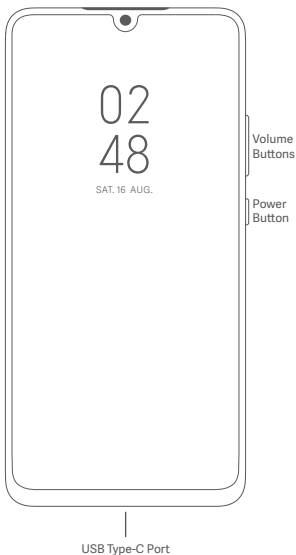 02
48
SAT. 16 AUG.
Volume
Buttons
Power
Button
USB Type-C Port